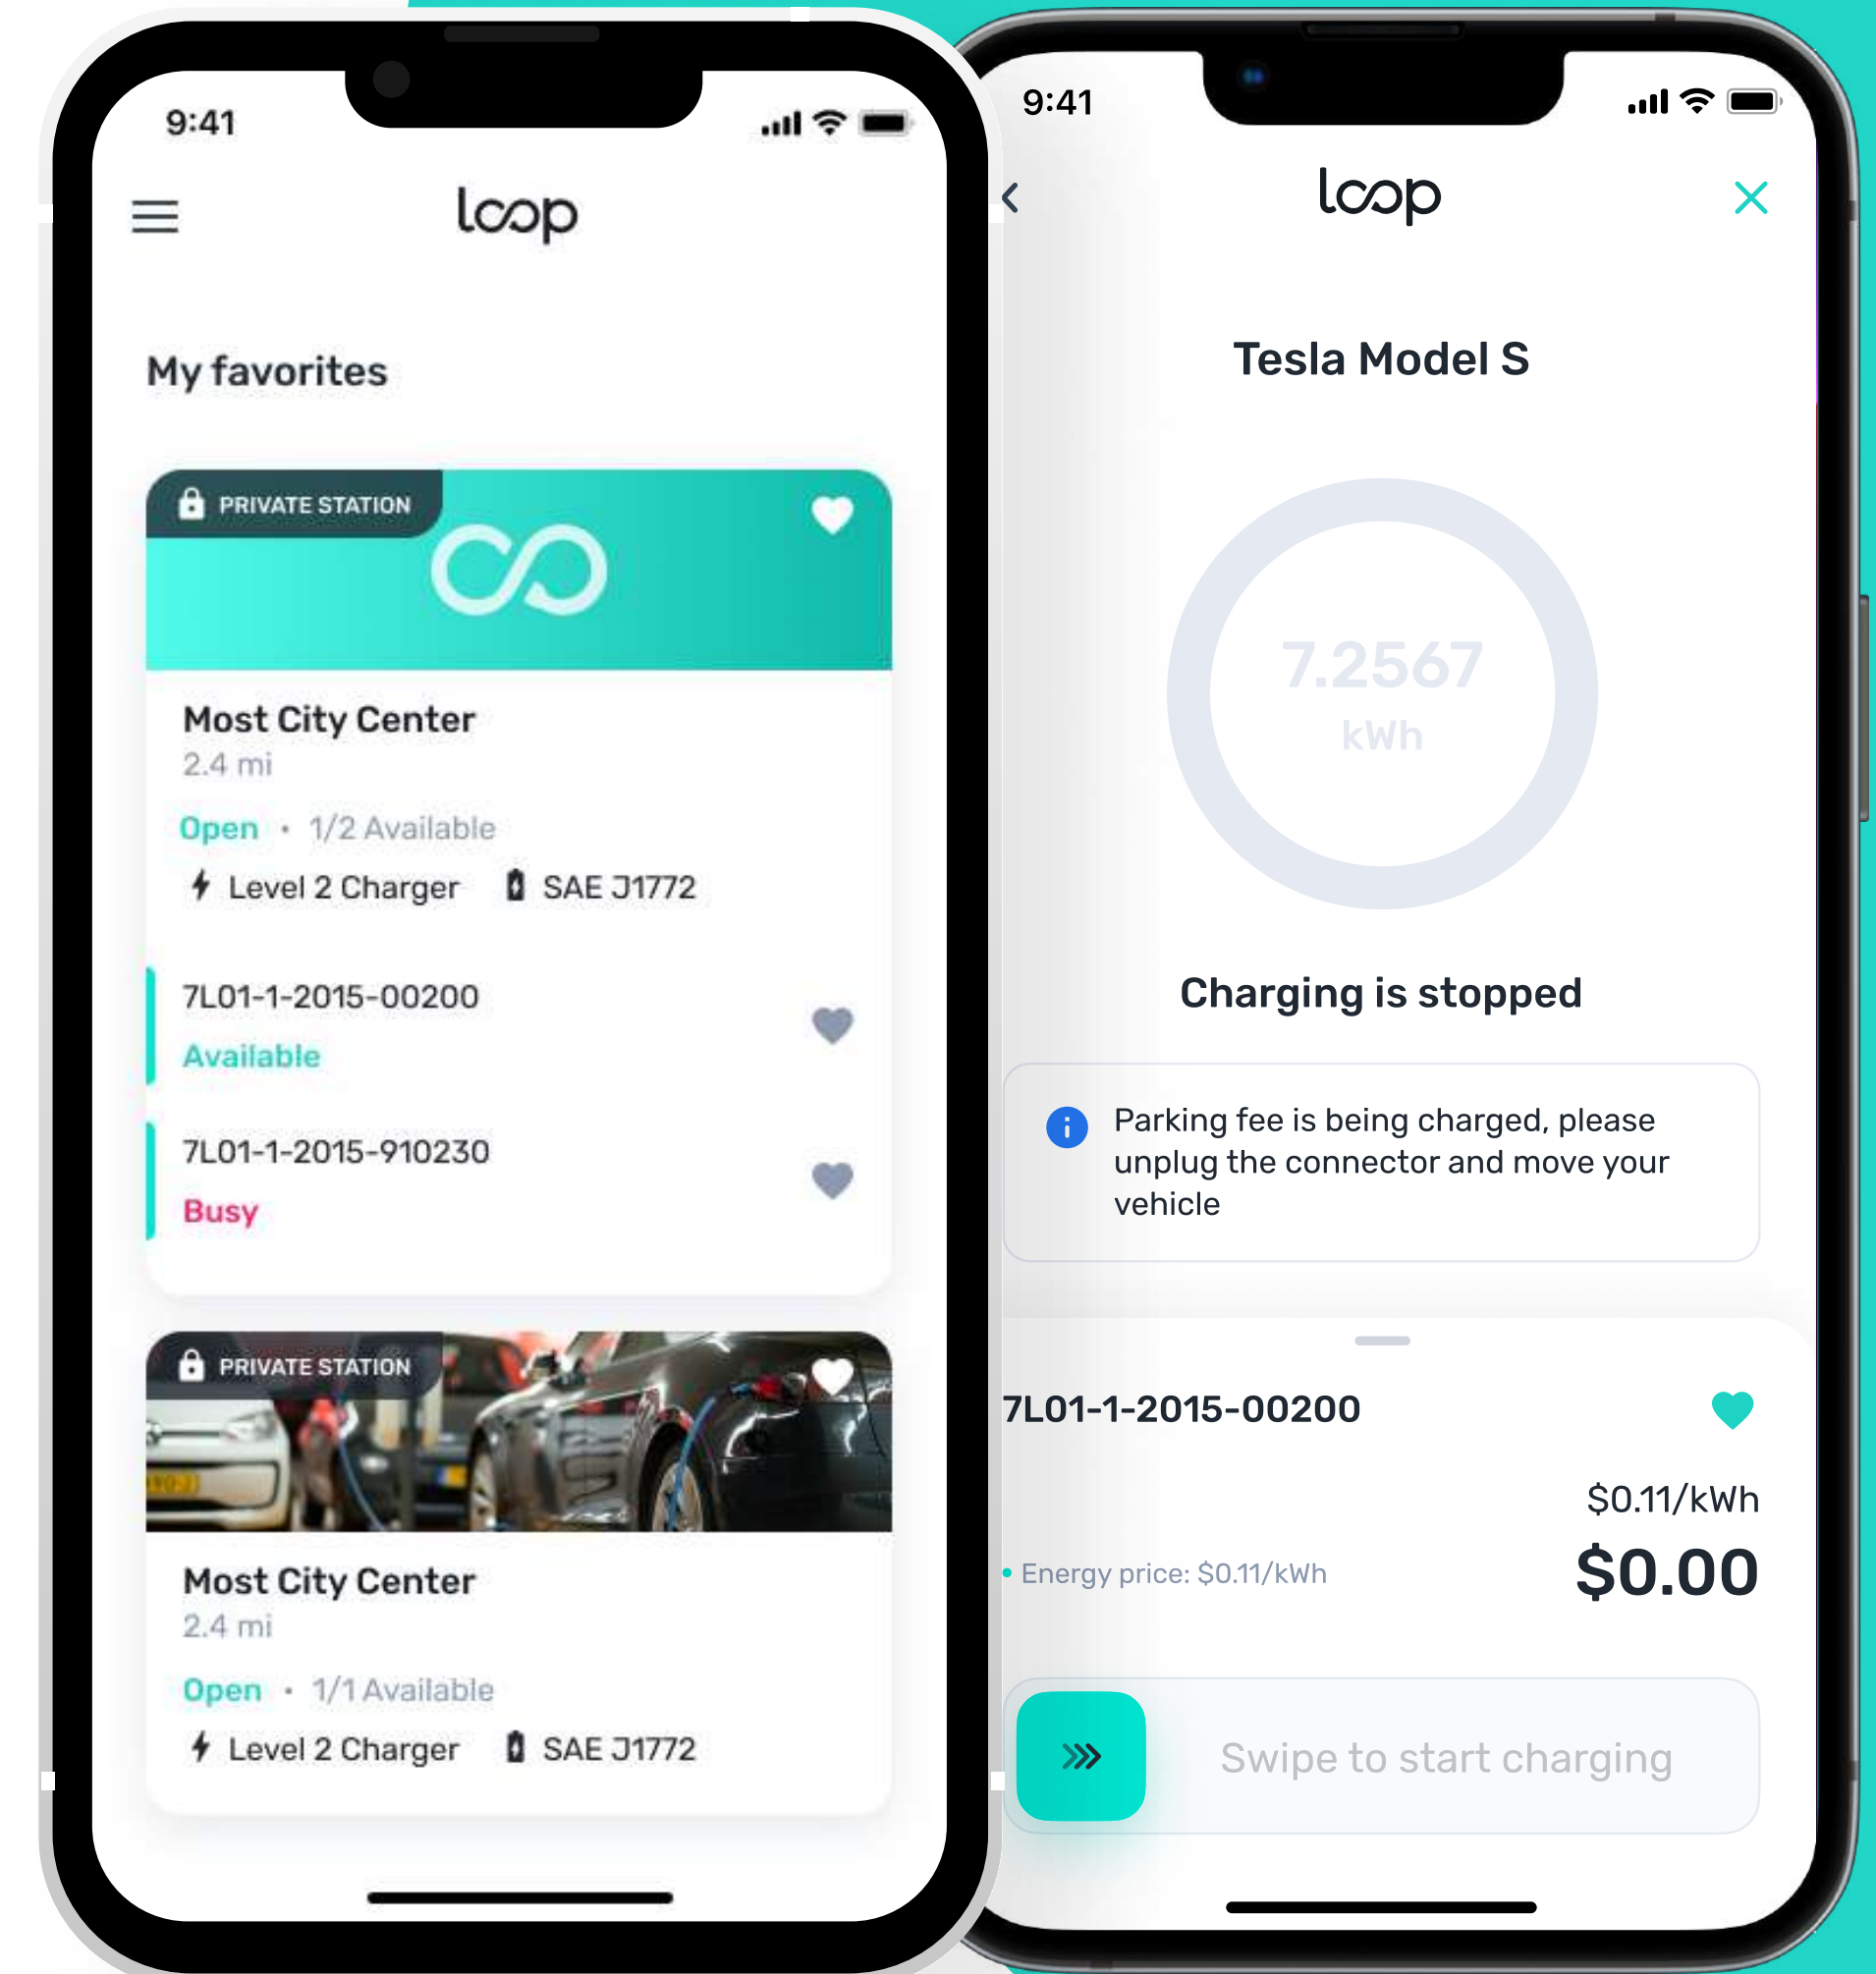 9:41
loop
My favorites
PRIVATE STATION
Most City Center
2.4 mi
Open • 1/2 Available
Level 2 Charger SAE J1772
7L01-1-2015-00200
Available
7L01-1-2015-910230
Busy
PRIVATE STATION
Most City Center
2.4 mi
Open • 1/1 Available
Level 2 Charger SAE J1772
9:41
loop
Tesla Model S
7.2567
kWh
Charging is stopped
Parking fee is being charged, please
unplug the connector and move your
vehicle
7L01-1-2015-00200
$0.11/kWh
• Energy price: $0.11/kWh $0.00
Swipe to start charging